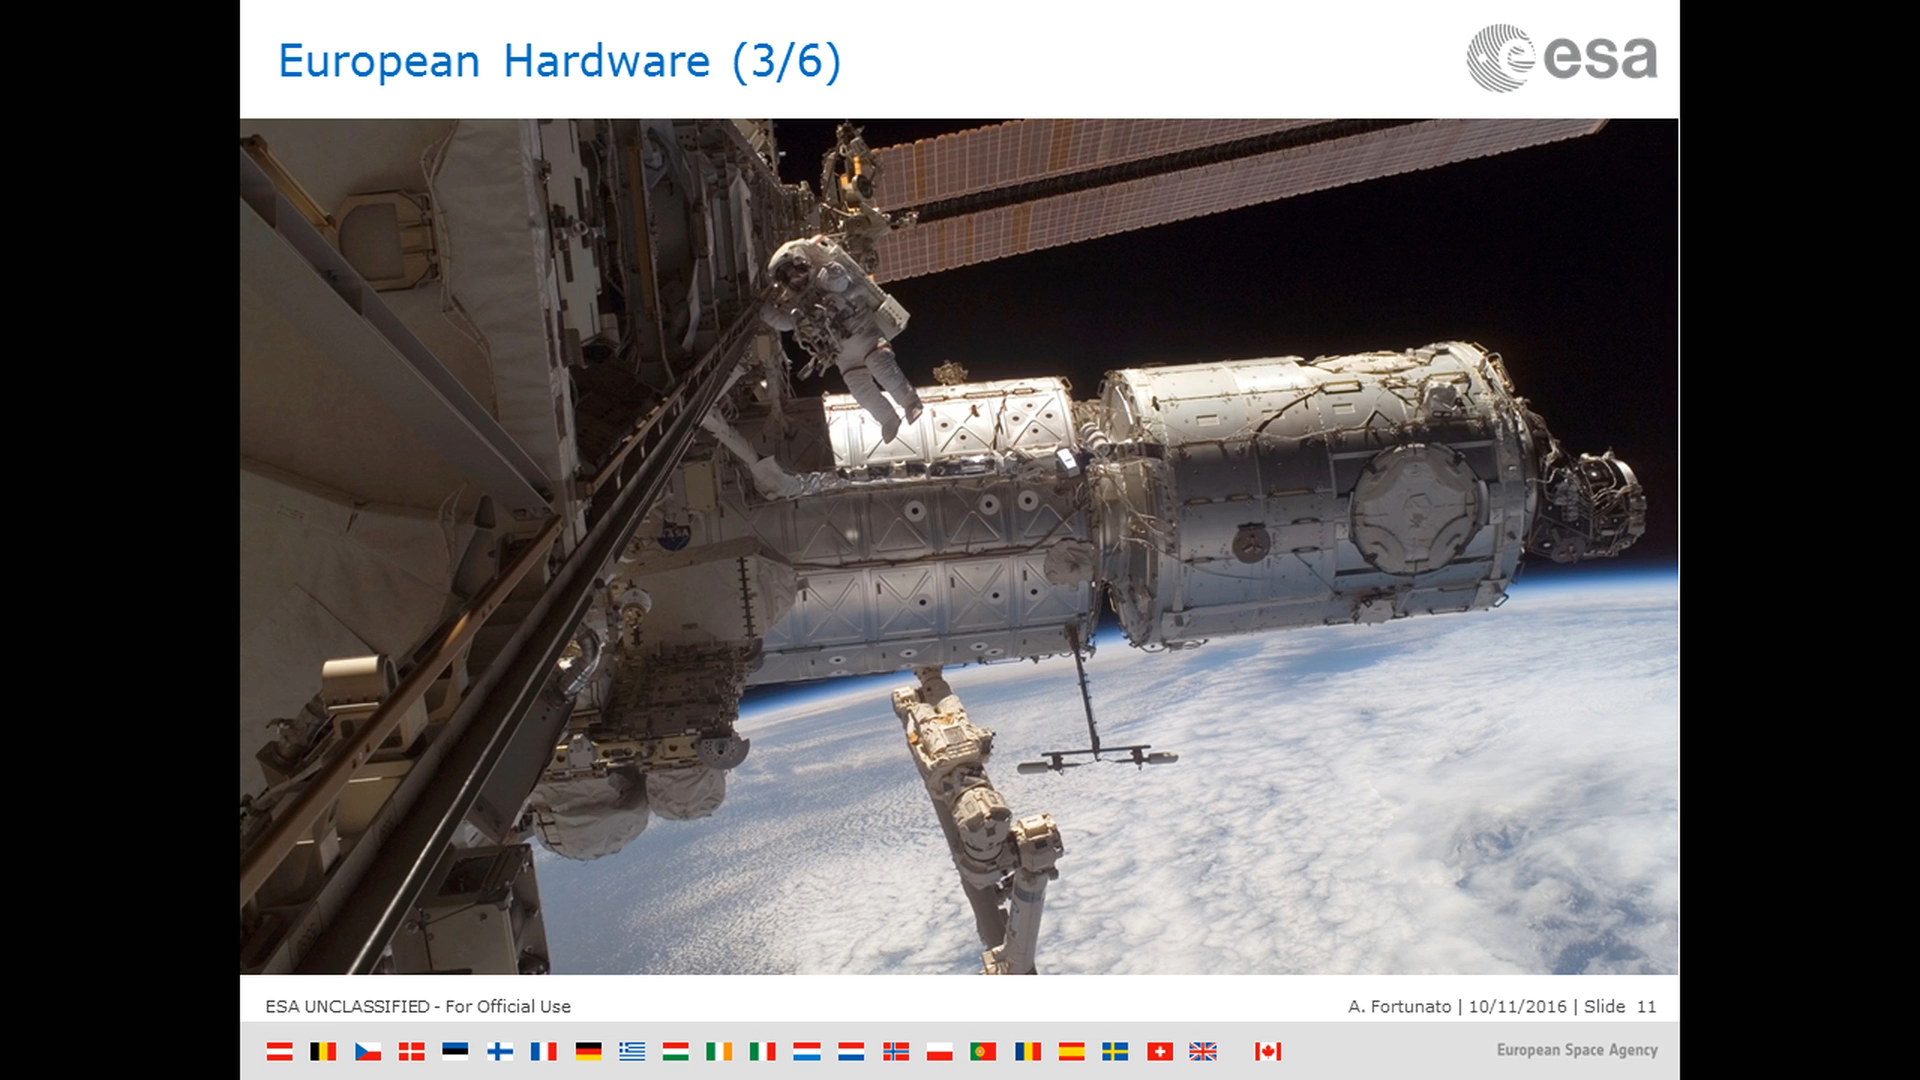 European Hardware (3/6)
esa
NASA
ESA UNCLASSIFIED - For Official Use
A. Fortunato | 10/11/2016 | Slide 11
European Space Agency